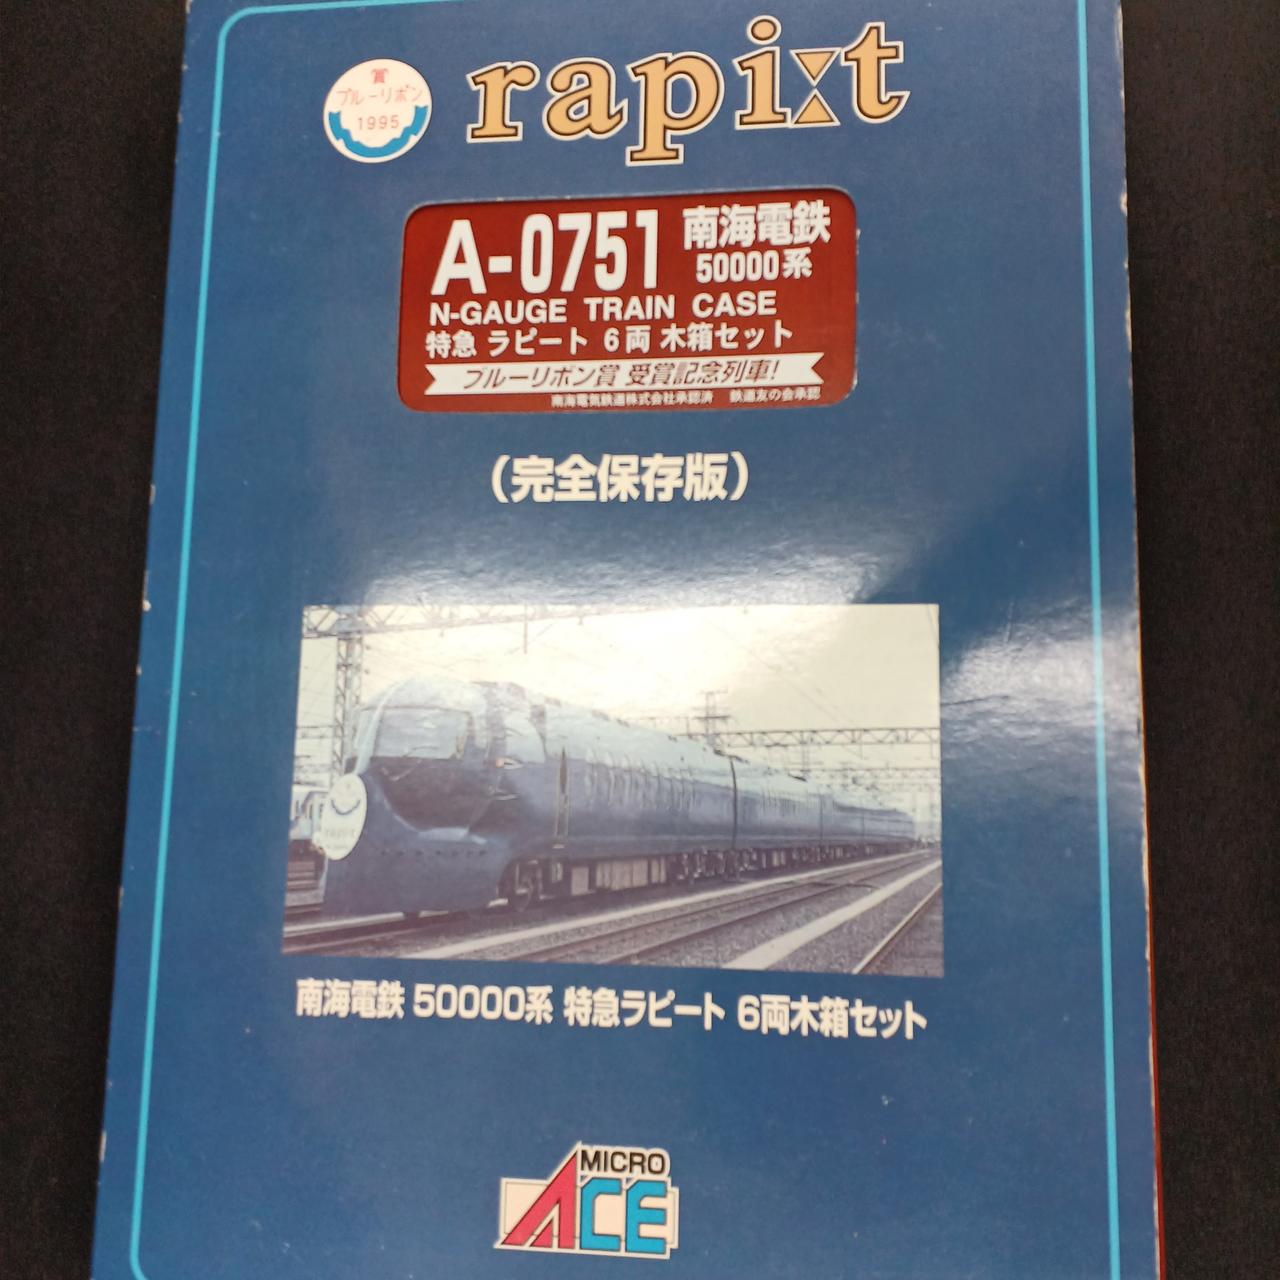 賞
ブルーリボン
1995
rapi:t
A-0751 南海電鉄
50000系
N-GAUGE TRAIN CASE
特急 ラピート 6両 木箱セット
ブルーリボン賞 受賞記念列車!
南海電気鉄道株式会社承認済 鉄道友の会承認
(完全保存版)
rapi:t
南海電鉄 50000系 特急ラピート 6両木箱セット
MICRO
ACE